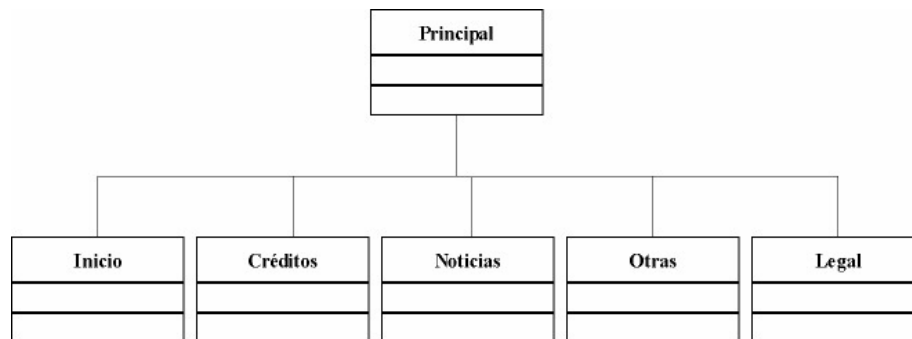 Principal
Inicio
Créditos
Noticias
Otras
Legal